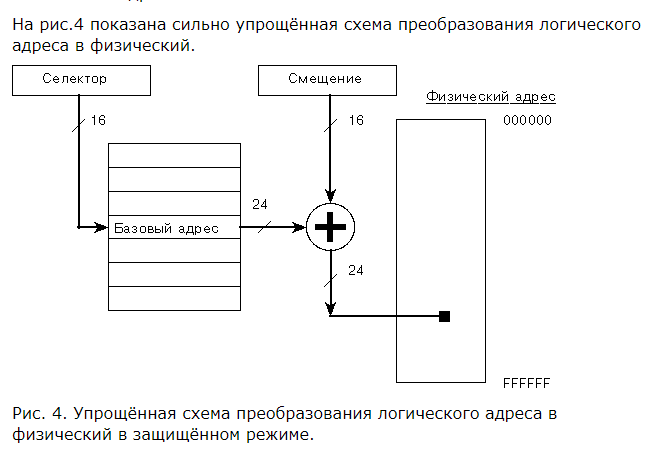 На рис.4 показана сильно упрощённая схема преобразования логического
адреса в физический.
Селектор
Смещение
Физический адрес
16
16
000000
24
Базовый адрес
24
FFFFFF
Рис. 4. Упрощённая схема преобразования логического адреса в
физический в защищённом режиме.